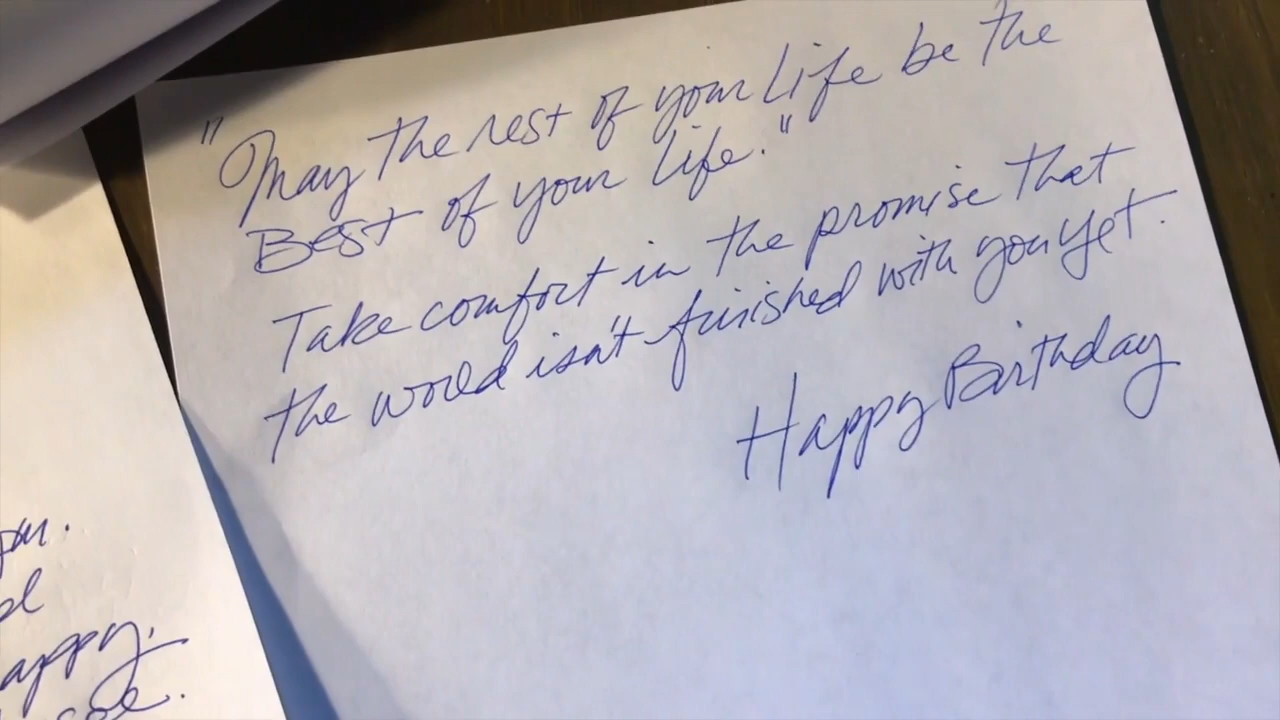 "May the rest of your Life be the
Best of your Life."
Take comfort in the promise that
the world isn't finished with you yet.
Happy Birthday